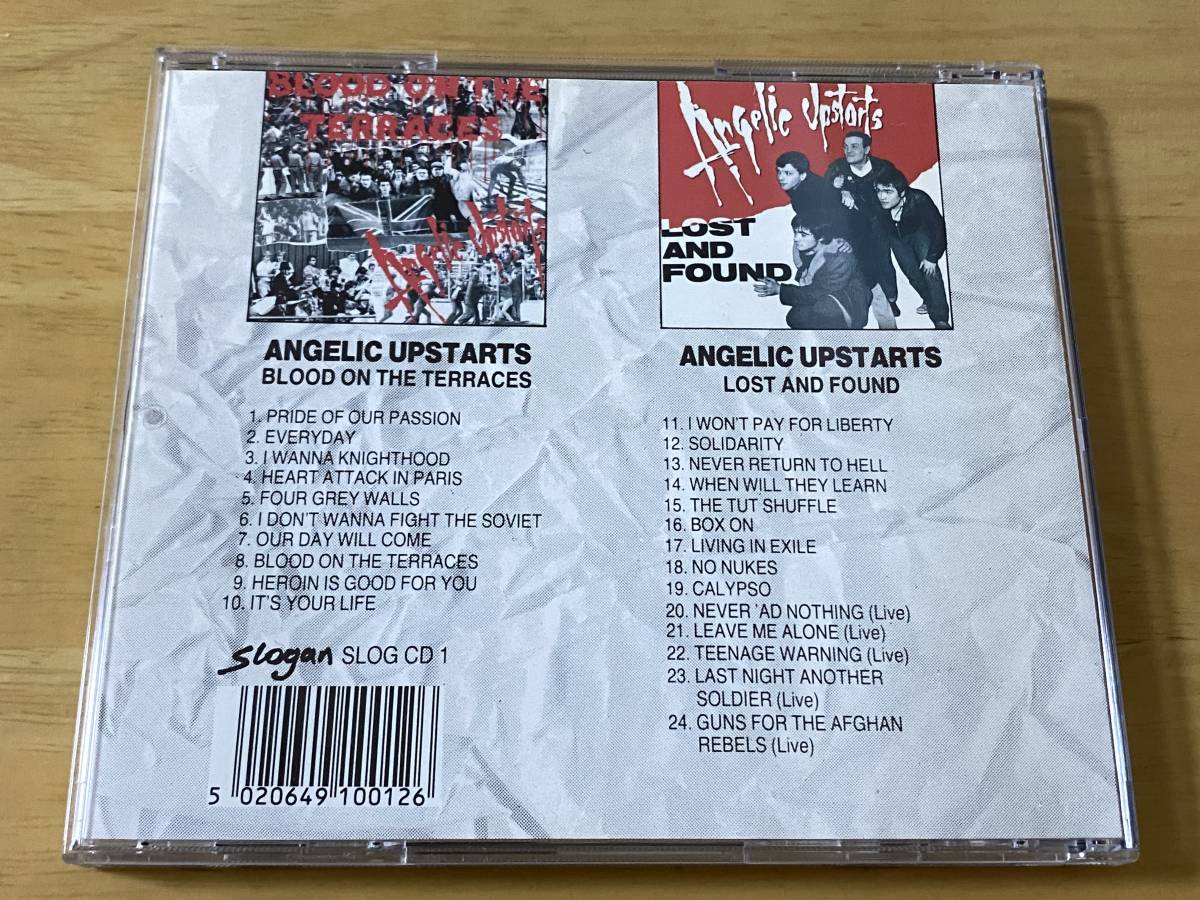 BLOOD ON THE
TERRACES
Angelic Upstarts
ANGELIC UPSTARTS
BLOOD ON THE TERRACES
1. PRIDE OF OUR PASSION
2. EVERYDAY
3. I WANNA KNIGHTHOOD
4. HEART ATTACK IN PARIS
5. FOUR GREY WALLS
6. I DON'T WANNA FIGHT THE SOVIET
7. OUR DAY WILL COME
8. BLOOD ON THE TERRACES
9. HEROIN IS GOOD FOR YOU
10. IT'S YOUR LIFE
Slogan SLOG CD 1
5 020649 100126
Angelic Upstarts
LOST
AND
FOUND
ANGELIC UPSTARTS
LOST AND FOUND
11. I WON'T PAY FOR LIBERTY
12. SOLIDARITY
13. NEVER RETURN TO HELL
14. WHEN WILL THEY LEARN
15. THE TUT SHUFFLE
16. BOX ON
17. LIVING IN EXILE
18. NO NUKES
19. CALYPSO
20. NEVER 'AD NOTHING (Live)
21. LEAVE ME ALONE (Live)
22. TEENAGE WARNING (Live)
23. LAST NIGHT ANOTHER
SOLDIER (Live)
24. GUNS FOR THE AFGHAN
REBELS (Live)